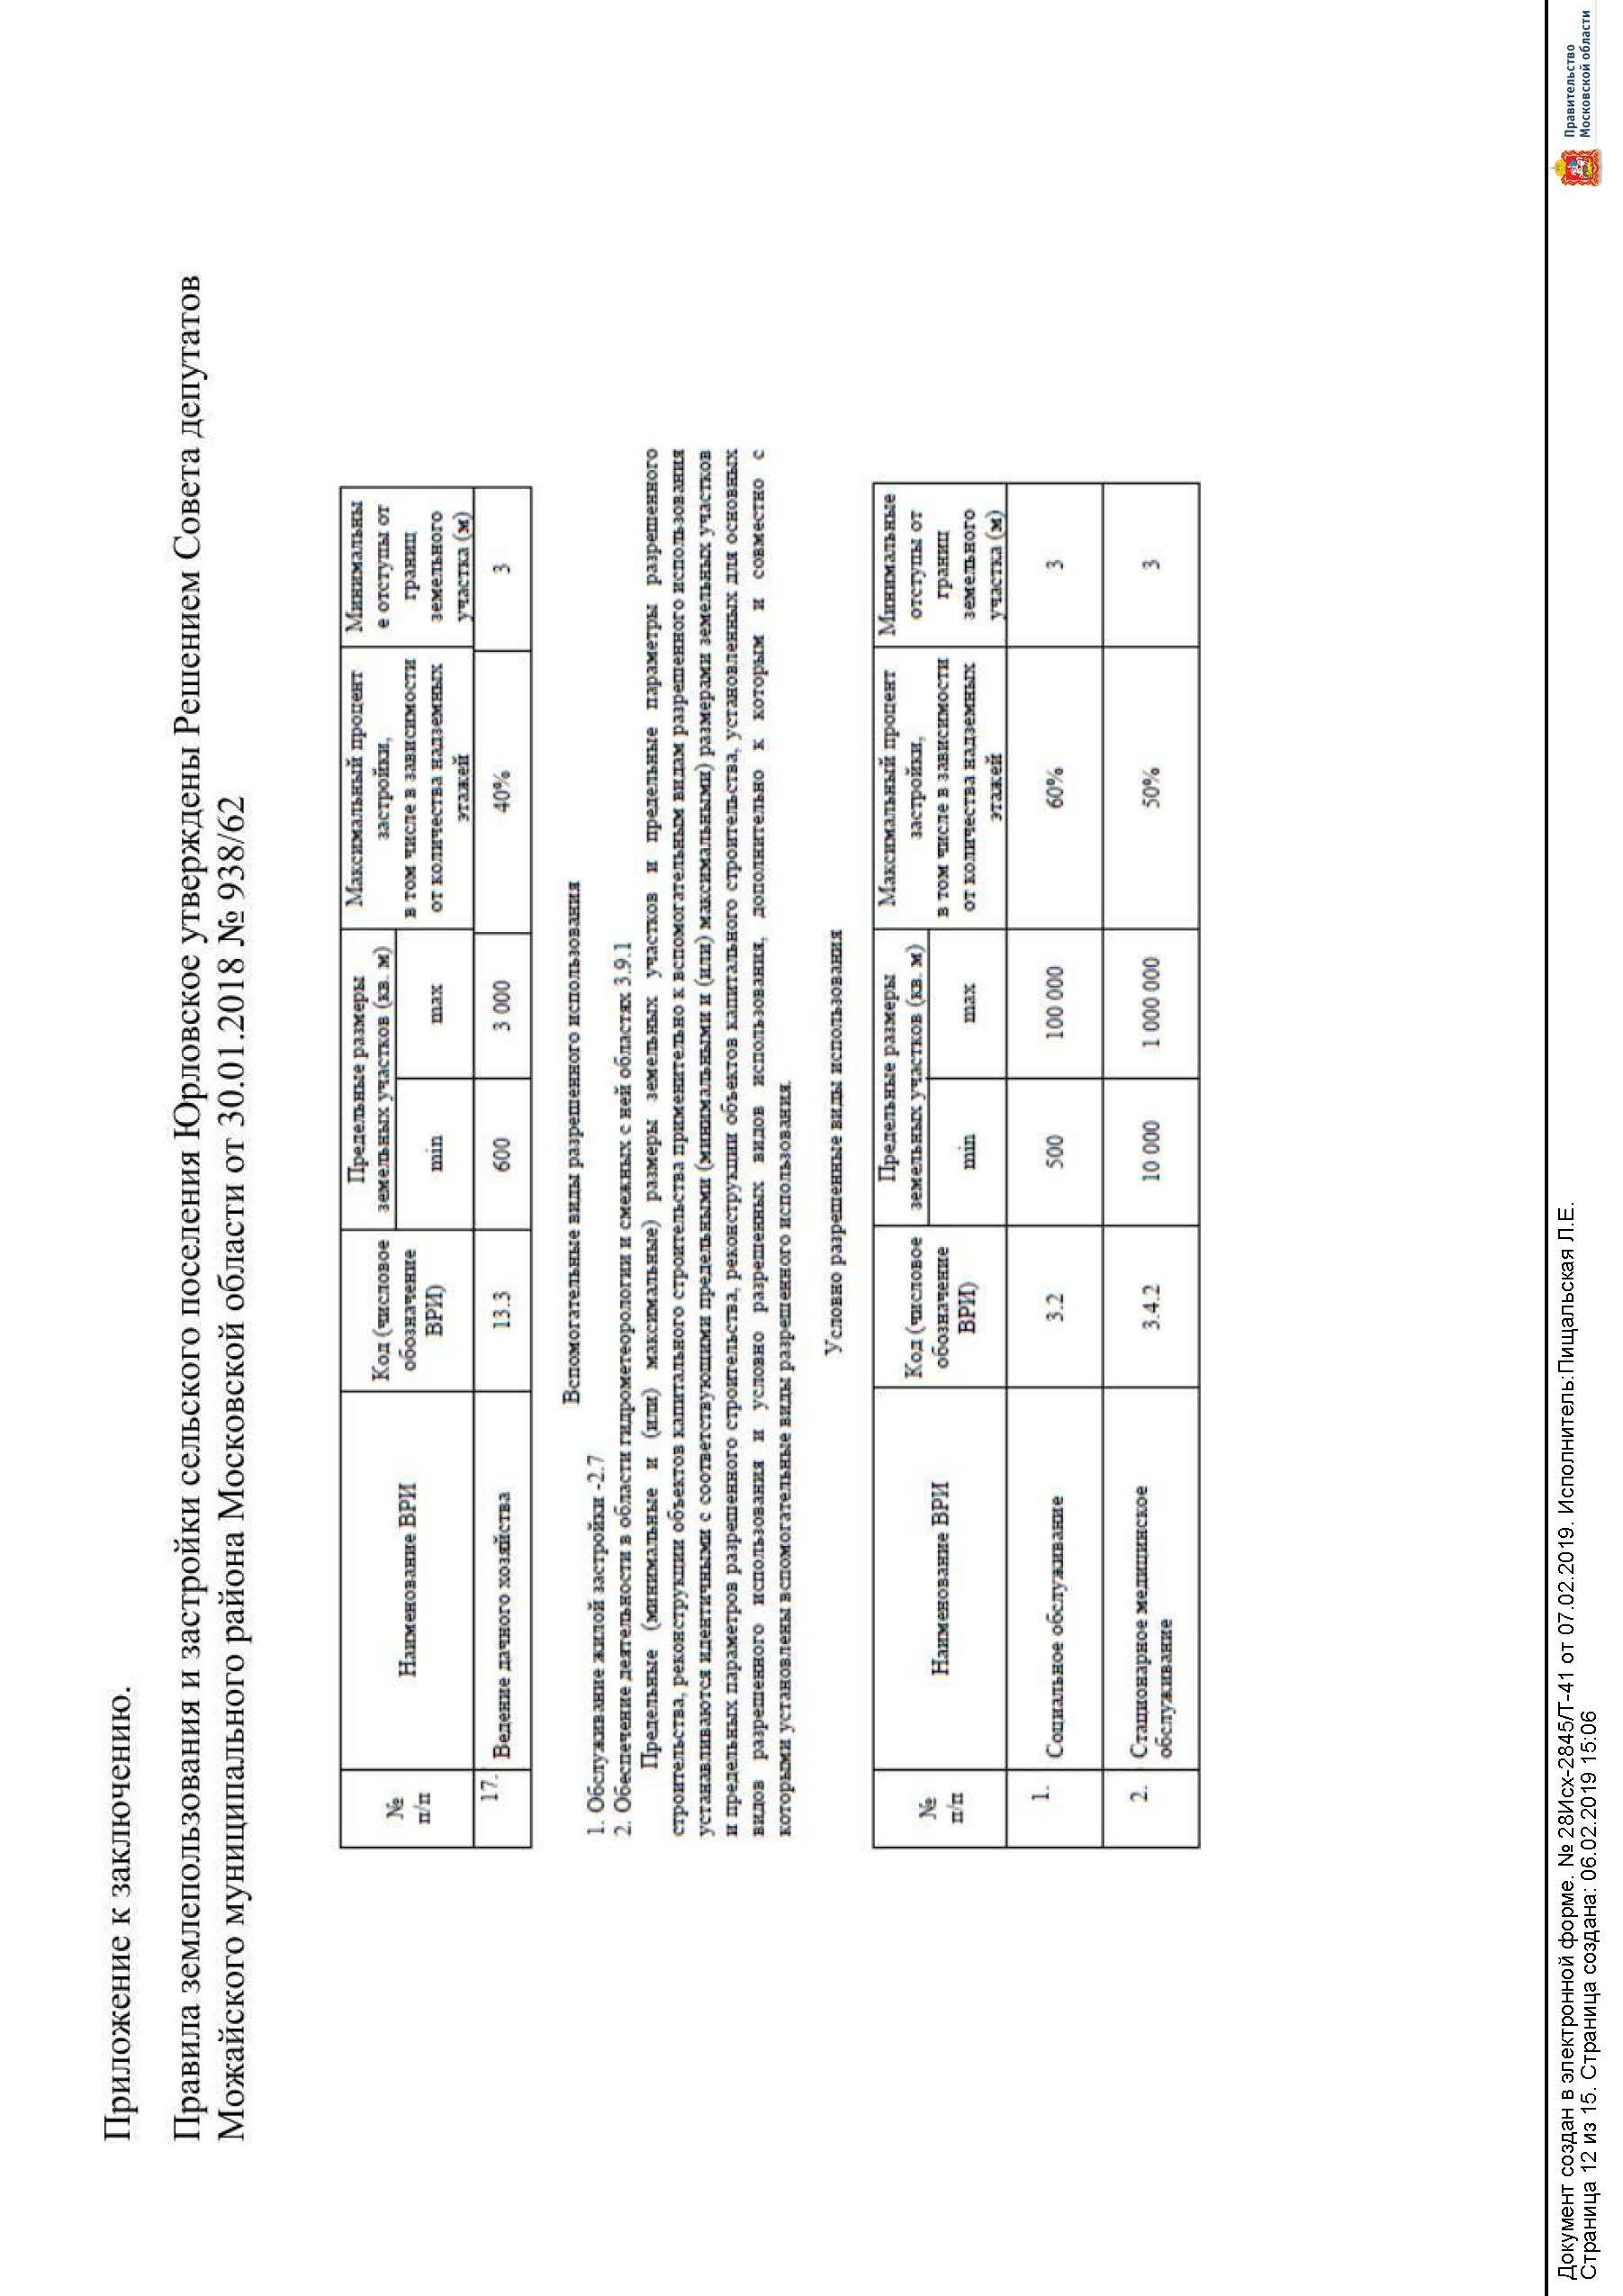 Приложение к заключению.
Правила землепользования и застройки сельского поселения Юрловское утверждены Решением Совета депутатов
Можайского муниципального района Московской области от 30.01.2018 № 938/62
№
п/п
Наименование ВРИ
Код (числовое
обозначение
ВРИ)
Предельные размеры
земельных участков (кв. м)
min
max
Максимальный процент
застройки,
в том числе в зависимости
от количества надземных
этажей
Минимальны
е отступы от
границ
земельного
участка (м)
17. Ведение дачного хозяйства 13.3 600 3 000 40% 3
Вспомогательные виды разрешенного использования
1. Обслуживание жилой застройки -2.7
2. Обеспечение деятельности в области гидрометеорологии и смежных с ней областях 3.9.1
Предельные (минимальные и (или) максимальные) размеры земельных участков и предельные параметры разрешенного
строительства, реконструкции объектов капитального строительства применительно к вспомогательным видам разрешенного использования
устанавливаются идентичными с соответствующими предельными (минимальными и (или) максимальными) размерами земельных участков
и предельных параметров разрешенного строительства, реконструкции объектов капитального строительства, установленных для основных
видов разрешенного использования и условно разрешенных видов использования, дополнительно к которым и совместно с
которыми установлены вспомогательные виды разрешенного использования.
Условно разрешенные виды использования
№
п/п
Наименование ВРИ
Код (числовое
обозначение
ВРИ)
Предельные размеры
земельных участков (кв. м)
min
max
Максимальный процент
застройки,
в том числе в зависимости
от количества надземных
этажей
Минимальные
отступы от
границ
земельного
участка (м)
1. Социальное обслуживание 3.2 500 100 000 60% 3
2. Стационарное медицинское
обслуживание 3.4.2 10 000 1 000 000 50% 3
Документ создан в электронной форме. № 28Исх-2845/Т-41 от 07.02.2019. Исполнитель:Пищальская Л.Е.
Страница 12 из 15. Страница создана: 06.02.2019 15:06
Правительство
Московской области